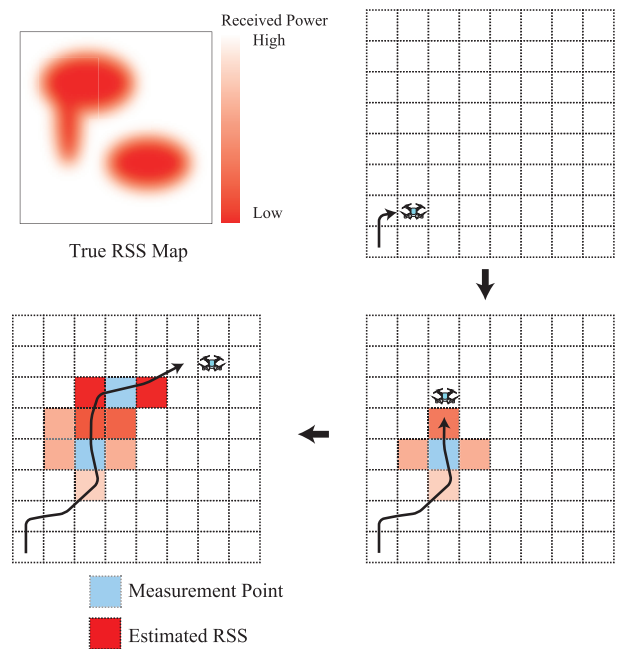 Received Power
High
Low
True RSS Map
Measurement Point
Estimated RSS